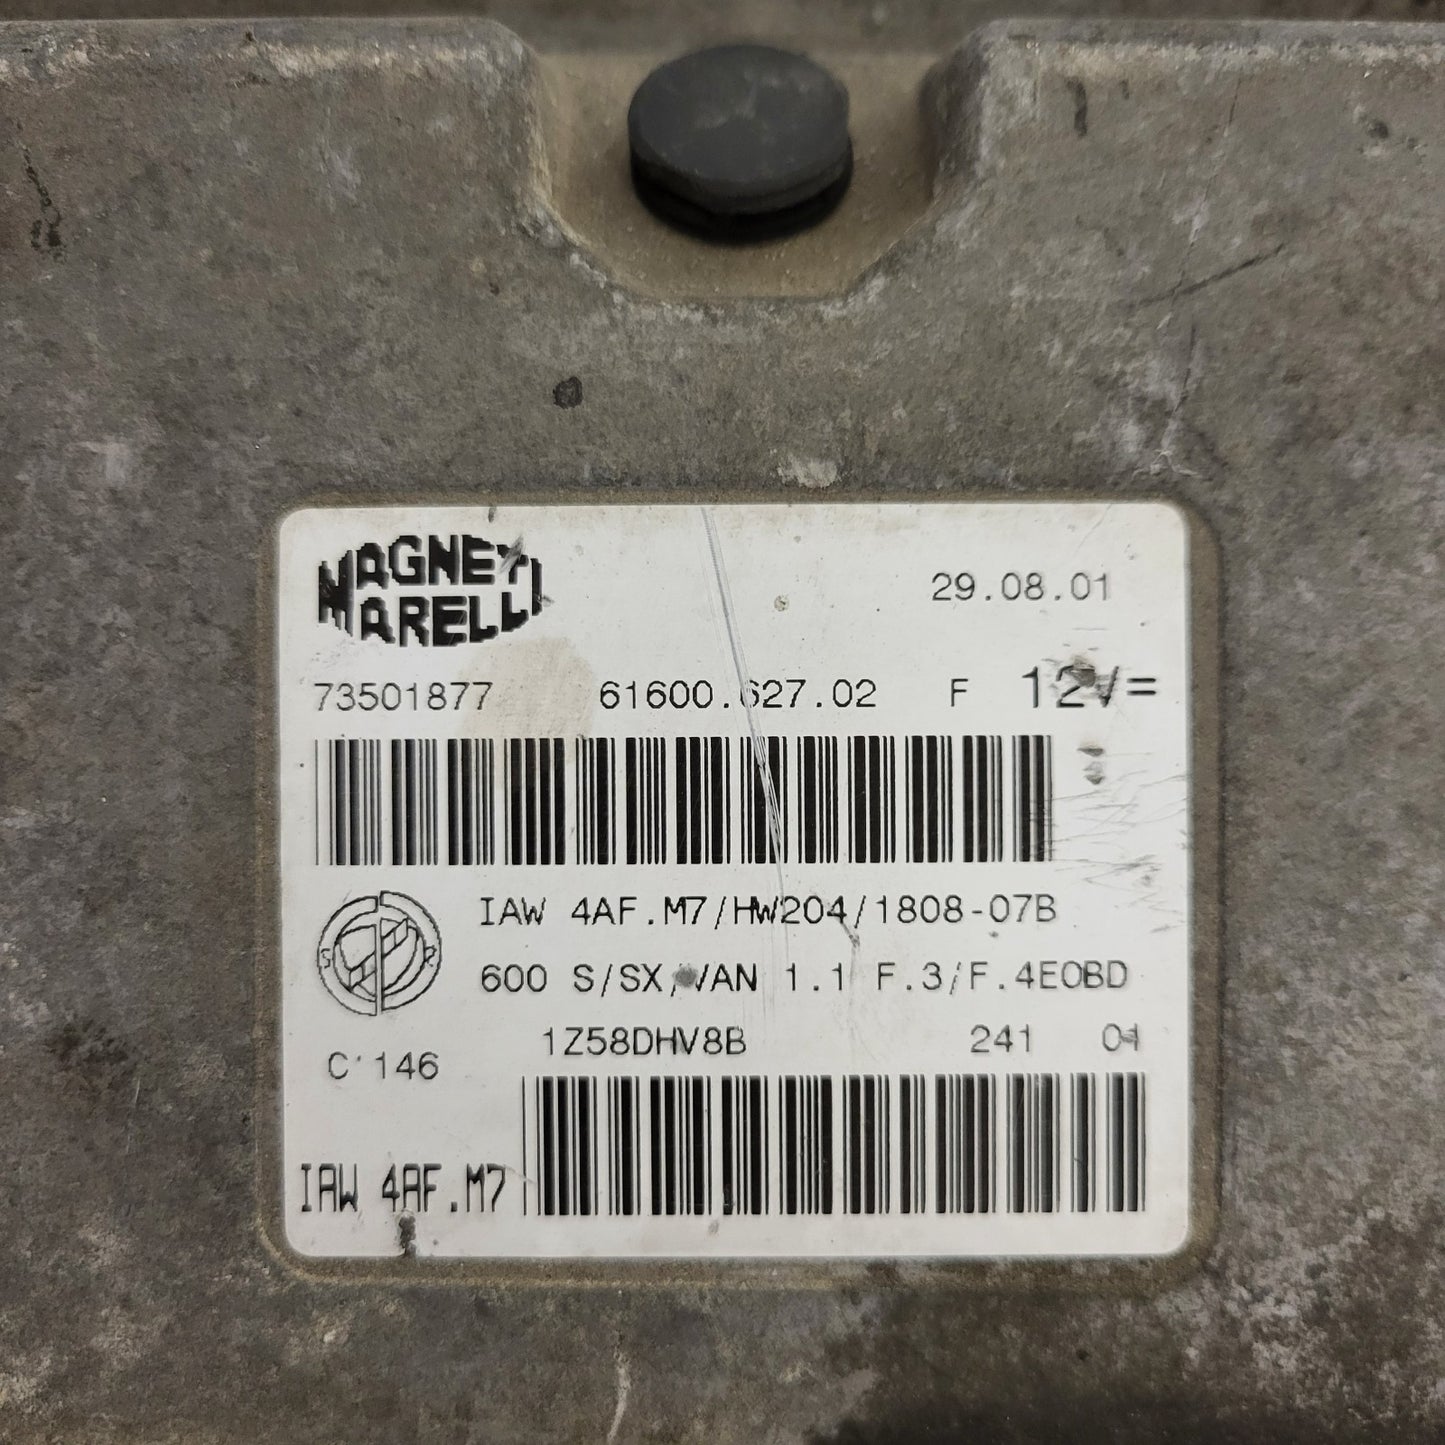 MAGNETI
MARELLI
29.08.01
73501877 61600.627.02 F 12V=
IAW 4AF.M7/HW204/1808-07B
S R
600 S/SX/VAN 1.1 F.3/F.4EOBD
1Z58DHV8B 241 01
C 146
IAW 4AF.M7